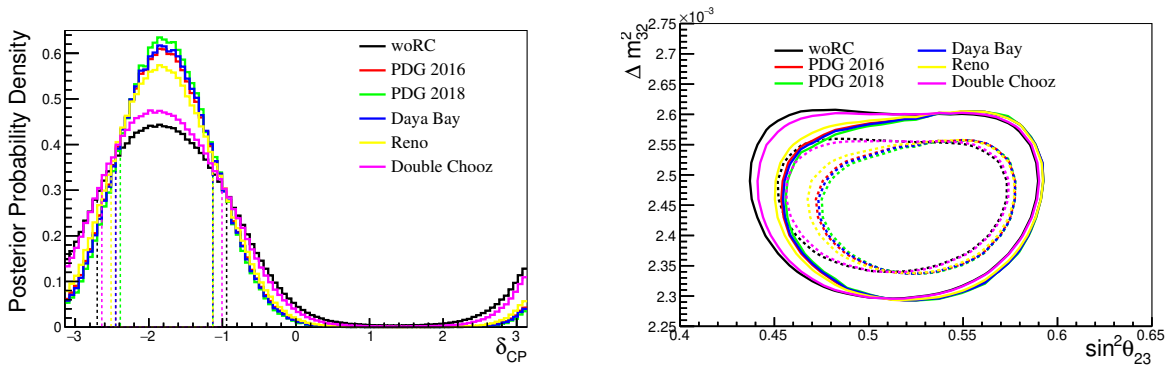 Posterior Probability Density
0.6
0.5
0.4
0.3
0.2
0.1
0
−3 −2 −1 0 1 2 3
δCP
woRC
PDG 2016
PDG 2018
Daya Bay
Reno
Double Chooz
Δ m²32
×10⁻³
2.75
2.7
2.65
2.6
2.55
2.5
2.45
2.4
2.35
2.3
2.25
0.4 0.45 0.5 0.55 0.6 0.65
sin²θ23
woRC Daya Bay
PDG 2016 Reno
PDG 2018 Double Chooz